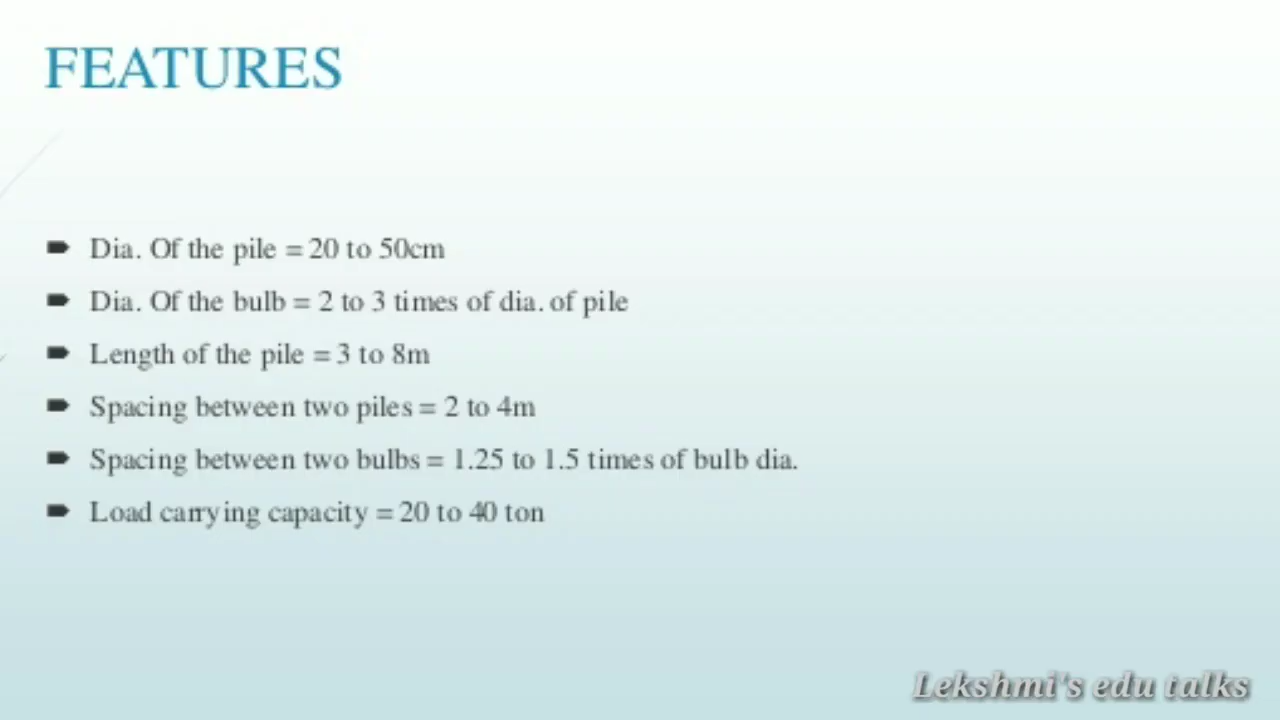 FEATURES
Dia. Of the pile = 20 to 50cm
Dia. Of the bulb = 2 to 3 times of dia. of pile
Length of the pile = 3 to 8m
Spacing between two piles = 2 to 4m
Spacing between two bulbs = 1.25 to 1.5 times of bulb dia.
Load carrying capacity = 20 to 40 ton
Lekshmi's edu talks